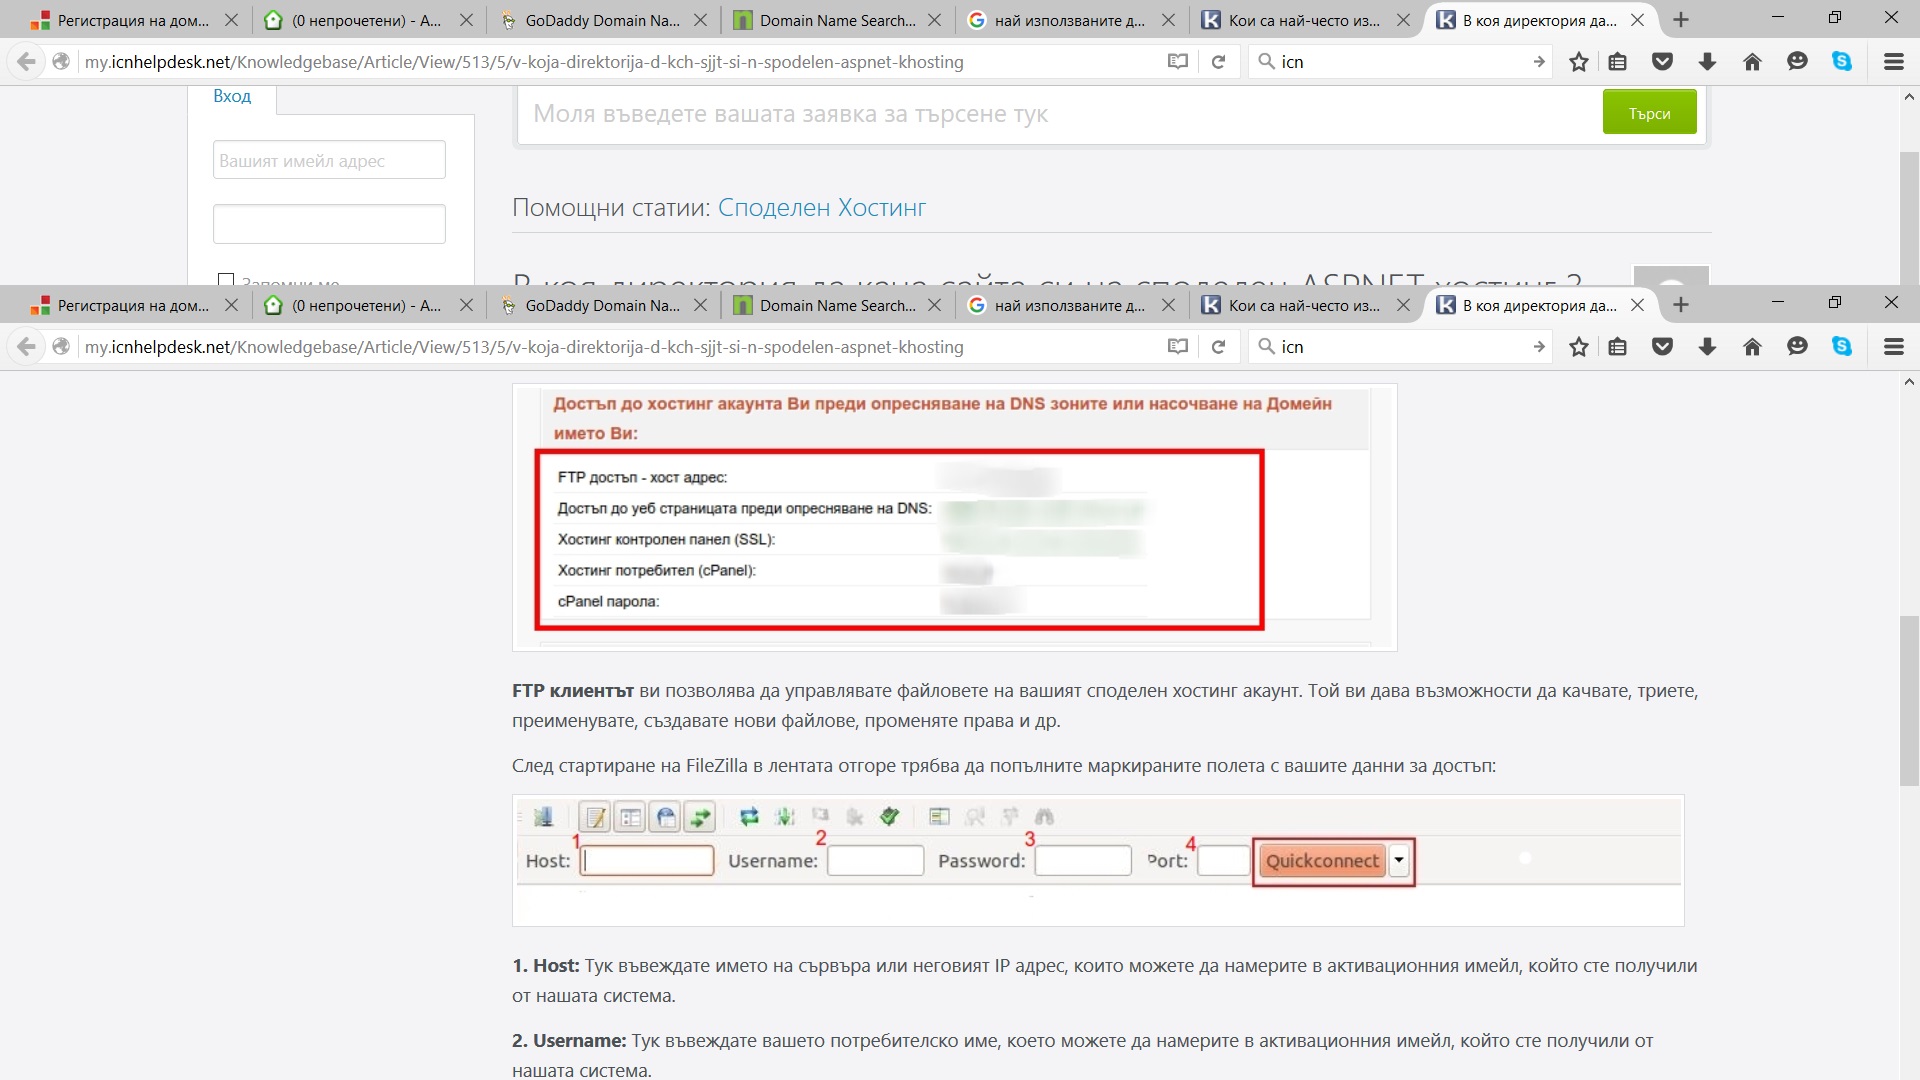 Регистрация на дом...
(0 непрочетени) - A...
GoDaddy Domain Na...
Domain Name Search...
най използваните д...
Кои са най-често из...
В коя директория да...
my.icnhelpdesk.net/Knowledgebase/Article/View/513/5/v-koja-direktorija-d-kch-sjjt-si-n-spodelen-aspnet-khosting
icn
Вход
Моля въведете вашата заявка за търсене тук
Търси
Вашият имейл адрес
Помощни статии: Споделен Хостинг
Запомни ме
В коя директория да кача сайта си на споделен ASP.NET хостинг ?
Регистрация на дом...
(0 непрочетени) - A...
GoDaddy Domain Na...
Domain Name Search...
най използваните д...
Кои са най-често из...
В коя директория да...
my.icnhelpdesk.net/Knowledgebase/Article/View/513/5/v-koja-direktorija-d-kch-sjjt-si-n-spodelen-aspnet-khosting
icn
Достъп до хостинг акаунта Ви преди опресняване на DNS зоните или насочване на Домейн
името Ви:
FTP достъп - хост адрес:
Достъп до уеб страницата преди опресняване на DNS:
Хостинг контролен панел (SSL):
Хостинг потребител (cPanel):
cPanel парола:
FTP клиентът ви позволява да управлявате файловете на вашият споделен хостинг акаунт. Той ви дава възможности да качвате, триете,
преименувате, създавате нови файлове, променяте права и др.
След стартиране на FileZilla в лентата отгоре трябва да попълните маркираните полета с вашите данни за достъп:
1 2 3 4
Host: Username: Password: Port: Quickconnect
1. Host: Тук въвеждате името на сървъра или неговият IP адрес, които можете да намерите в активационния имейл, който сте получили
от нашата система.
2. Username: Тук въвеждате вашето потребителско име, което можете да намерите в активационния имейл, който сте получили от
нашата система.